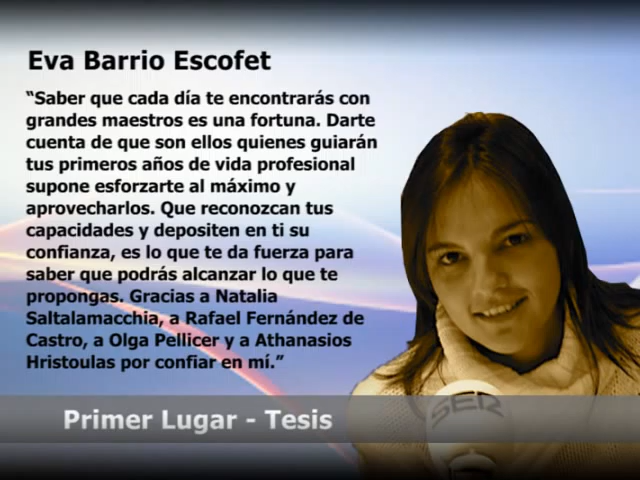 Eva Barrio Escofet
“Saber que cada día te encontrarás con
grandes maestros es una fortuna. Darte
cuenta de que son ellos quienes guiarán
tus primeros años de vida profesional
supone esforzarte al máximo y
aprovecharlos. Que reconozcan tus
capacidades y depositen en ti su
confianza, es lo que te da fuerza para
saber que podrás alcanzar lo que te
propongas. Gracias a Natalia
Saltalamacchia, a Rafael Fernández de
Castro, a Olga Pellicer y a Athanasios
Hristoulas por confiar en mí.”
SER
Primer Lugar - Tesis